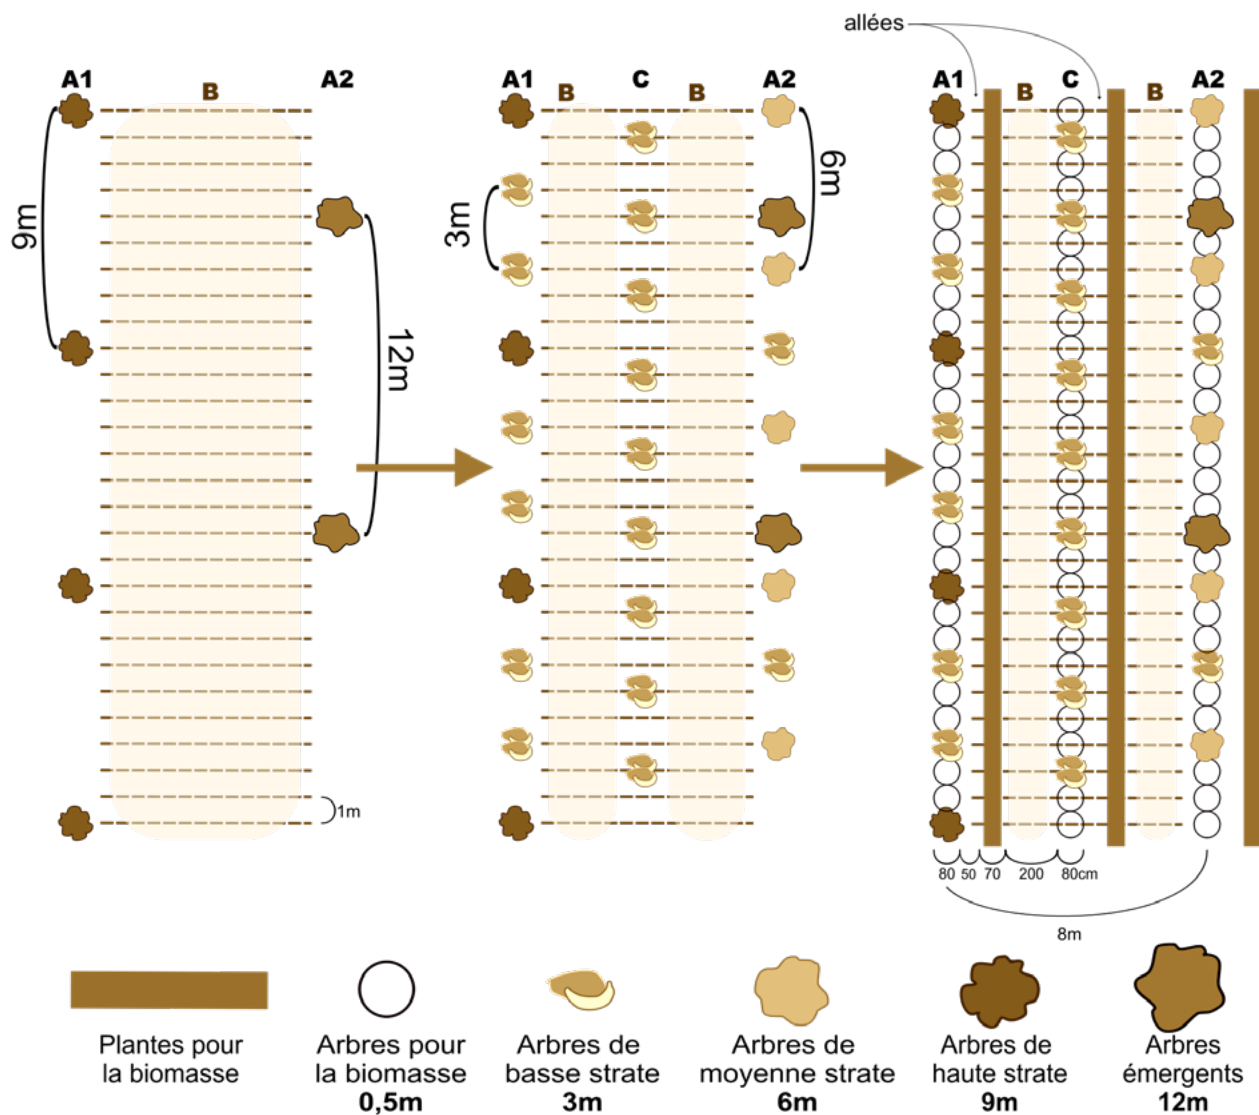 allées
A1
B
A2
A1
B
C
B
A2
A1
B
C
B
A2
9m
12m
3m
6m
1m
80
50
70
200
80cm
8m
Plantes pour
la biomasse
Arbres pour
la biomasse
0,5m
Arbres de
basse strate
3m
Arbres de
moyenne strate
6m
Arbres de
haute strate
9m
Arbres
émergents
12m